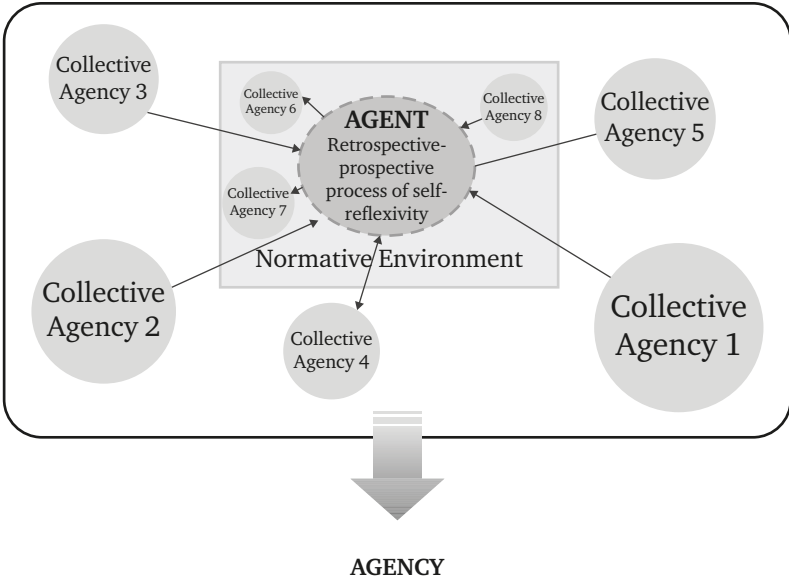 Collective
Agency 3
Collective
Agency 6
Collective
Agency 8
Collective
Agency 5
AGENT
Retrospective-
prospective
process of self-
reflexivity
Collective
Agency 7
Normative Environment
Collective
Agency 2
Collective
Agency 4
Collective
Agency 1
AGENCY